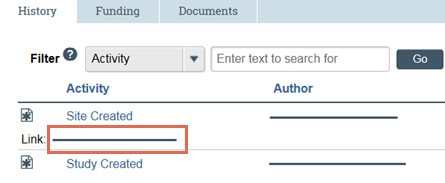 History Funding Documents
Filter ? Activity Enter text to search for Go
Activity Author
Site Created
Link:
Study Created